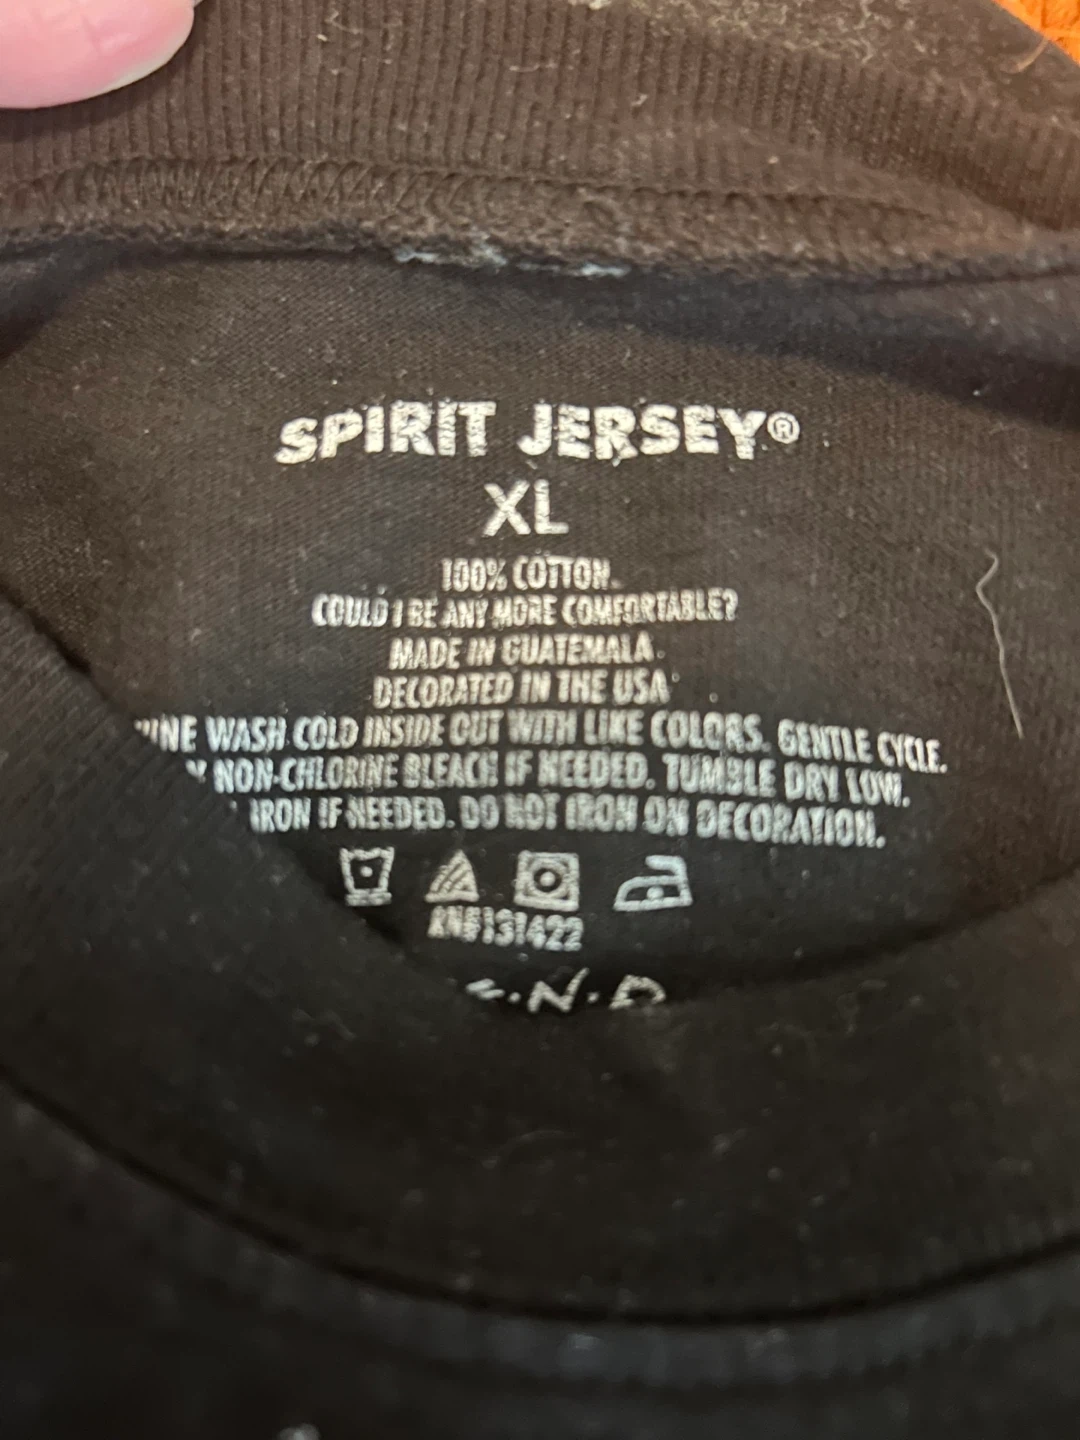 SPIRIT JERSEY®
XL
100% COTTON.
COULD I BE ANY MORE COMFORTABLE?
MADE IN GUATEMALA.
DECORATED IN THE USA
WASH COLD INSIDE OUT WITH LIKE COLORS. GENTLE CYCLE.
NON-CHLORINE BLEACH IF NEEDED. TUMBLE DRY LOW.
IRON IF NEEDED. DO NOT IRON ON DECORATION.
RN#131422